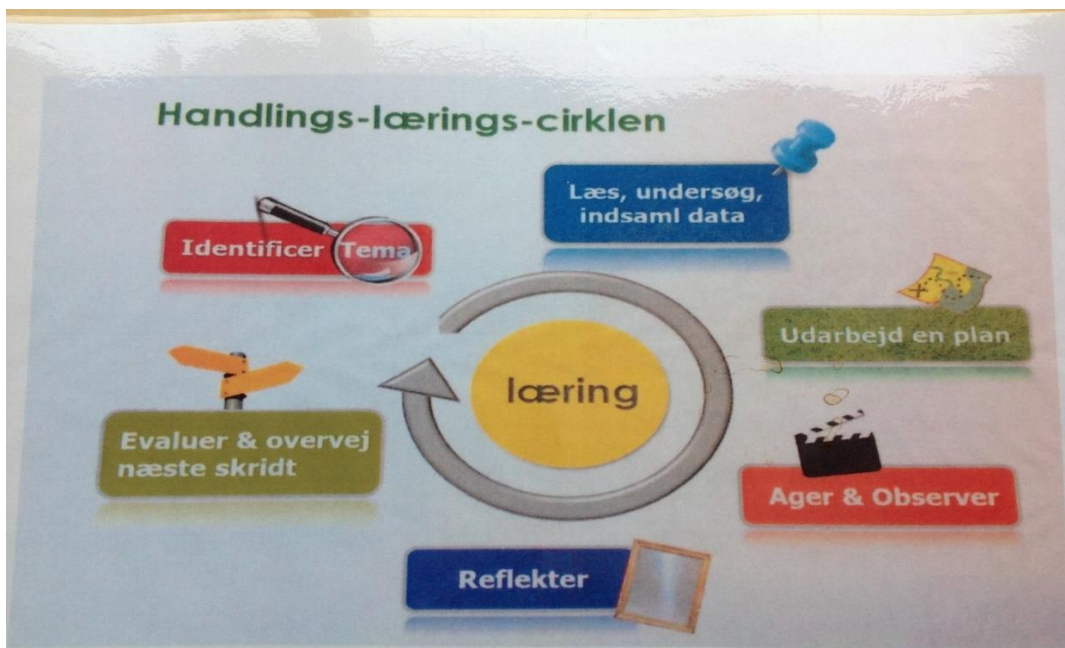 Handlings-lærings-cirklen
Identificer Tema
Læs, undersøg,
indsaml data
Udarbejd en plan
Ager & Observer
Reflekter
Evaluer & overvej
næste skridt
læring